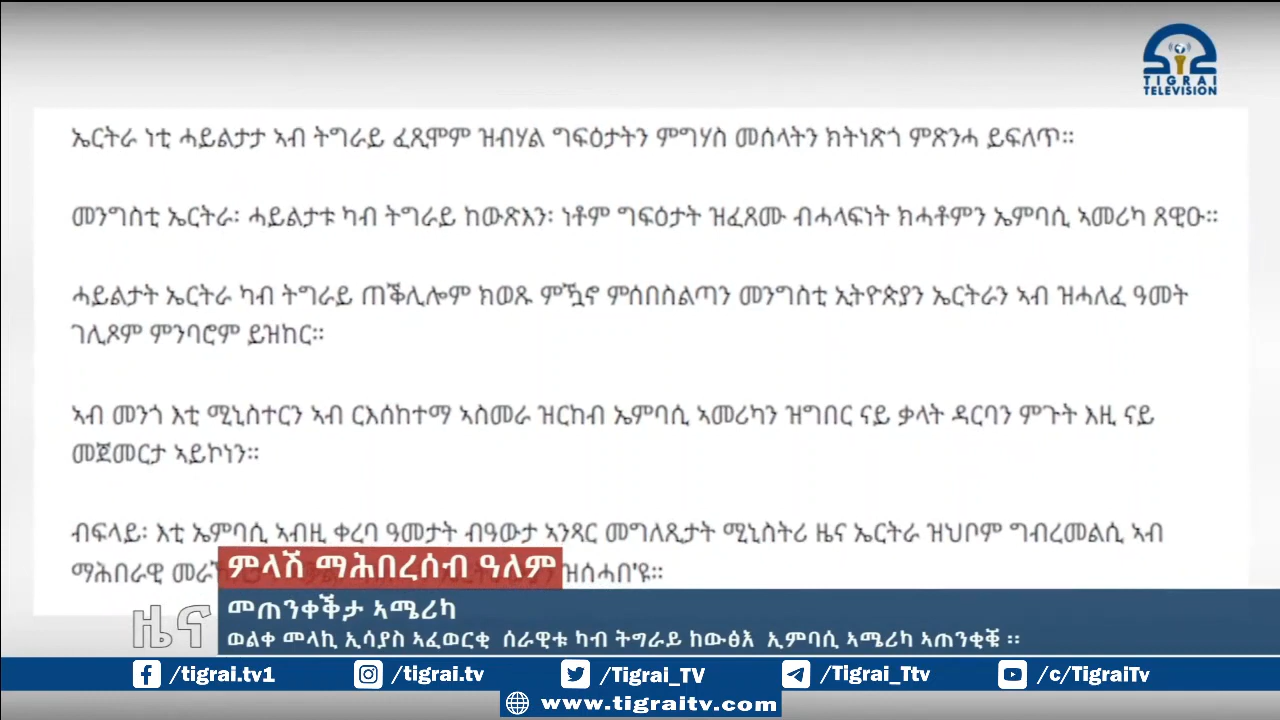 TIGRAI
TELEVISION
ኤርትራ ነቲ ሓይልታታ ኣብ ትግራይ ፈጺሞም ዝብሃል ግፍዕታትን ምግሃስ መሰላትን ክትነጽጎ ምጽንሓ ይፍለጥ።
መንግስቲ ኤርትራ፡ ሓይልታቱ ካብ ትግራይ ከውጽእን፡ ነቶም ግፍዕታት ዝፈጸሙ ብሓላፍነት ክሓቶምን ኤምባሲ ኣመሪካ ጸዊዑ።
ሓይልታት ኤርትራ ካብ ትግራይ ጠቕሊሎም ክወጹ ምዃኖ ምሰበስልጣን መንግስቲ ኢትዮጵያን ኤርትራን ኣብ ዝሓለፈ ዓመት
ገሊጾም ምንባሮም ይዝከር።
ኣብ መንጎ እቲ ሚኒስተርን ኣብ ርእሰከተማ ኣስመራ ዝርከብ ኤምባሲ ኣመሪካን ዝግበር ናይ ቃላት ዳርባን ምጉት እዚ ናይ
መጀመርታ ኣይኮነን።
ብፍላይ፡ እቲ ኤምባሲ ኣብዚ ቀረባ ዓመታት ብዓውታ ኣንጻር መግለጺታት ሚኒስትሪ ዜና ኤርትራ ዝህቦም ግብረመልሲ ኣብ
ማሕበራዊ ዝሰሓበ'ዩ።
ምላሽ ማሕበረሰብ ዓለም
ዜና
መጠንቀቕታ ኣሜሪካ
ወልቀ መላኪ ኢሳያስ ኣፈወርቂ ሰራዊቱ ካብ ትግራይ ከውፅእ ኢምባሲ ኣሜሪካ ኣጠንቂቑ ፡፡
/tigrai.tv1 /tigrai.tv /Tigrai_TV /Tigrai_Ttv /c/TigraiTv
www.tigraitv.com